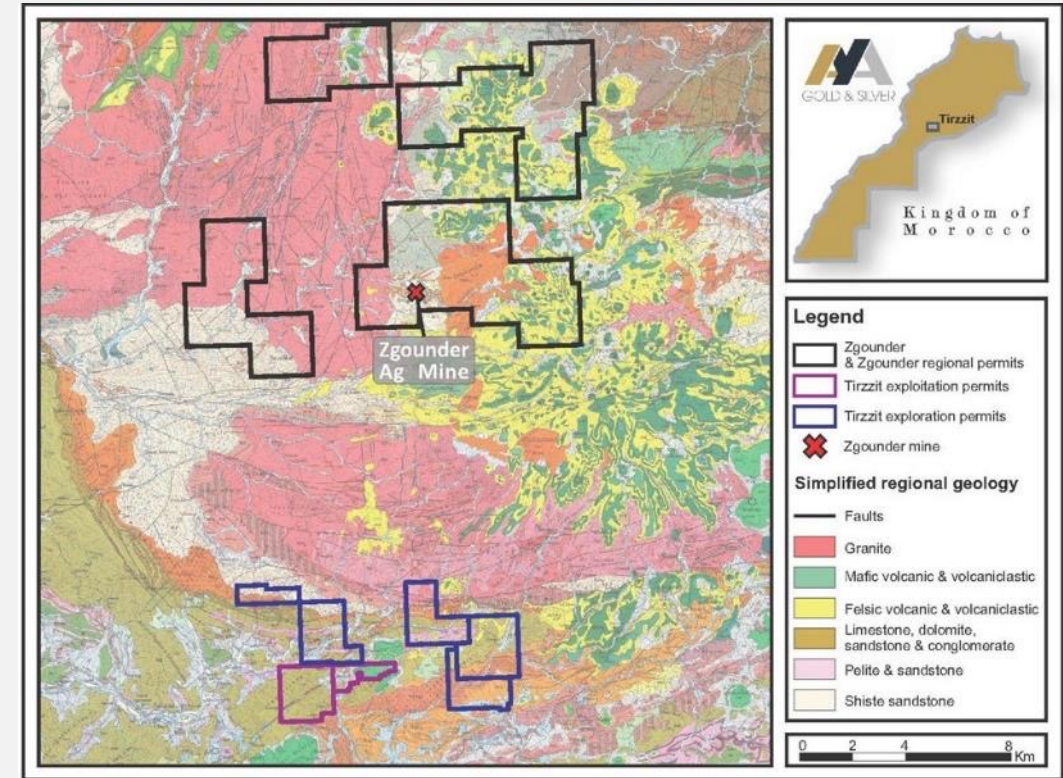 AYA
GOLD & SILVER
Tirzzit
Kingdom of
Morocco
Zgounder
Ag Mine
Legend
Zgounder
& Zgounder regional permits
Tirzzit exploitation permits
Tirzzit exploration permits
Zgounder mine
Simplified regional geology
Faults
Granite
Mafic volcanic & volcaniclastic
Felsic volcanic & volcaniclastic
Limestone, dolomite,
sandstone & conglomerate
Pelite & sandstone
Shiste sandstone
0 2 4 8
Km